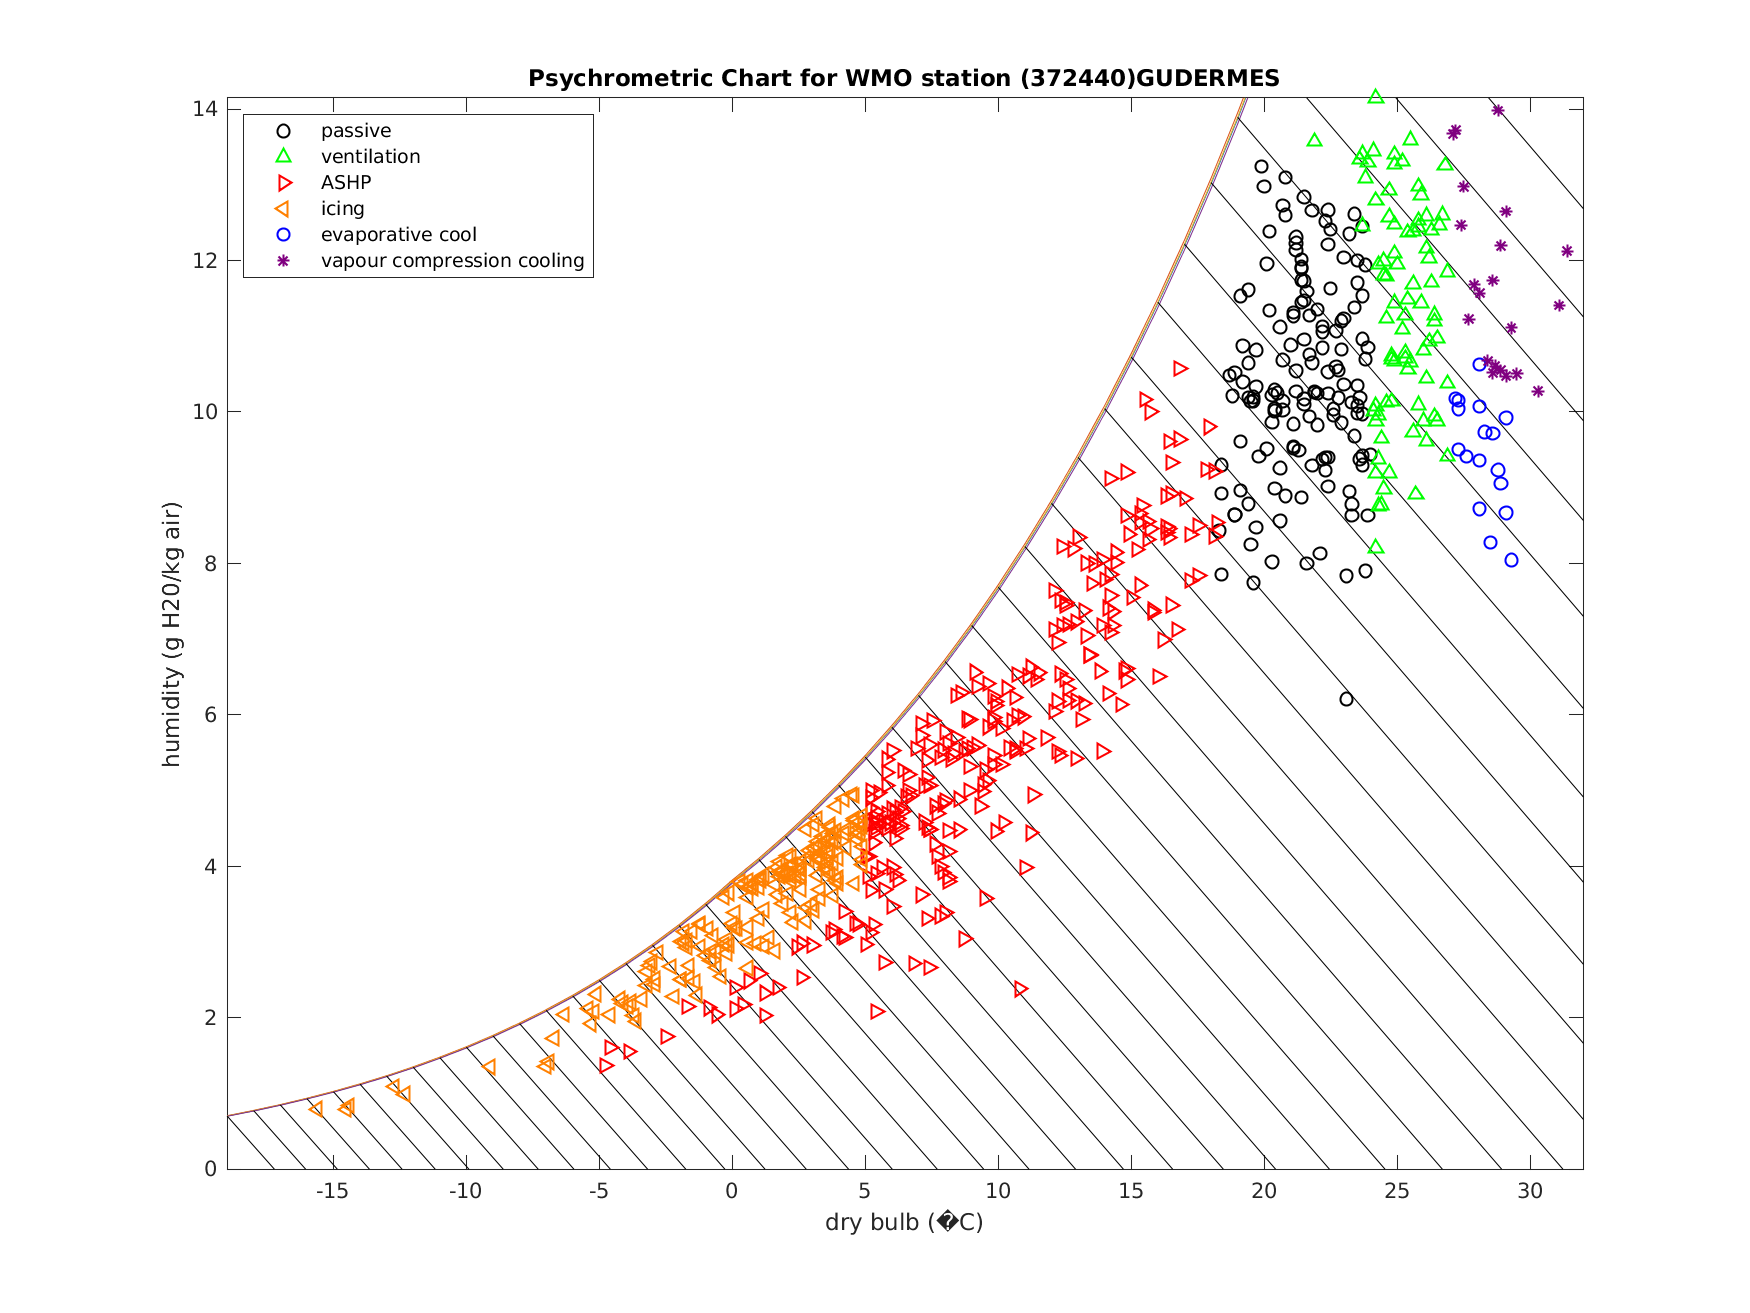 Psychrometric Chart for WMO station (372440)GUDERMES
passive
ventilation
ASHP
icing
evaporative cool
vapour compression cooling
humidity (g H20/kg air)
14
12
10
8
6
4
2
0
-15 -10 -5 0 5 10 15 20 25 30
dry bulb (�C)